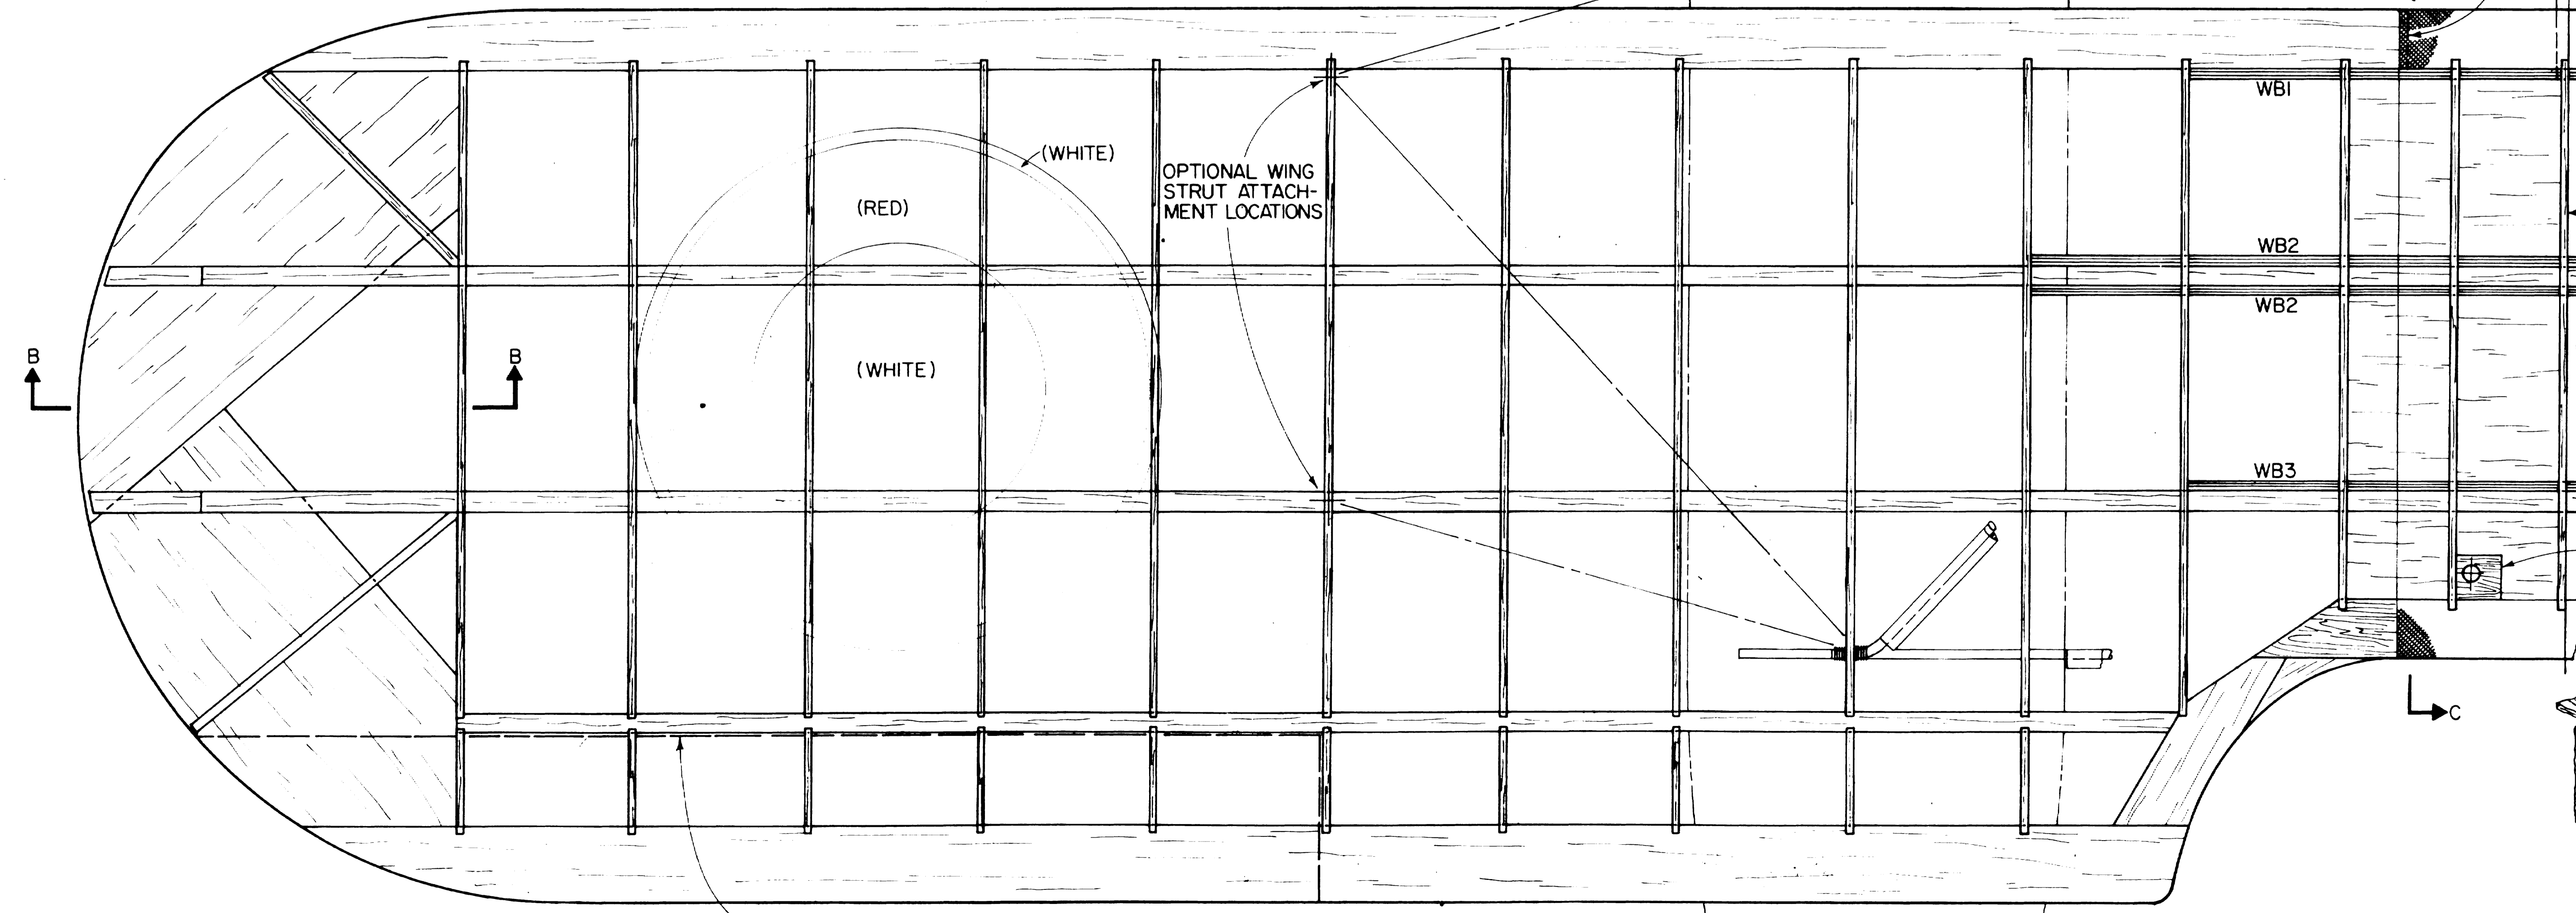 WB1
(WHITE)
OPTIONAL WING
STRUT ATTACH-
MENT LOCATIONS
(RED)
WB2
WB2
B
B
(WHITE)
WB3
C